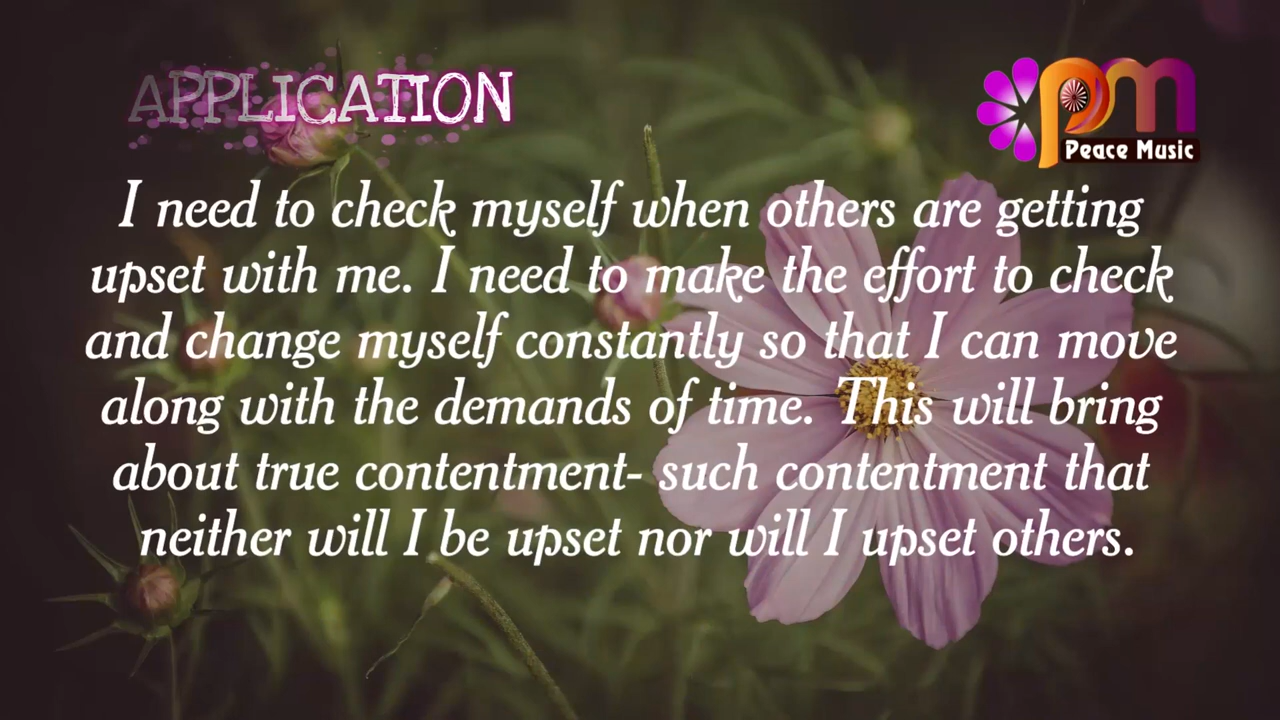 APPLICATION
pm
Peace Music
I need to check myself when others are getting
upset with me. I need to make the effort to check
and change myself constantly so that I can move
along with the demands of time. This will bring
about true contentment- such contentment that
neither will I be upset nor will I upset others.